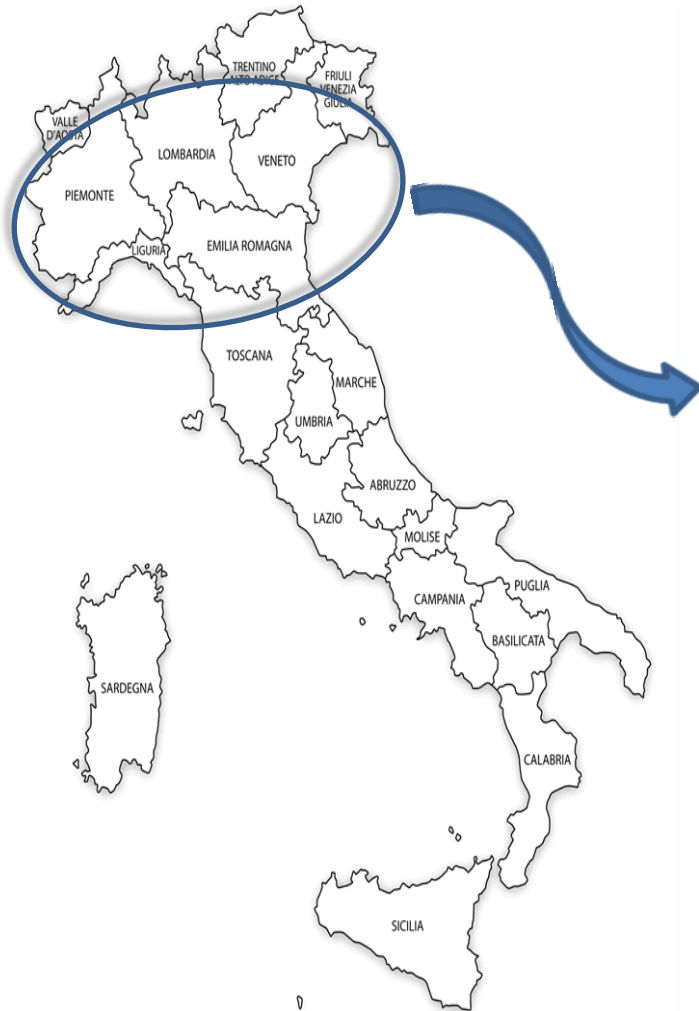 TRENTINO
ALTO ADIGE
FRIULI
VENEZIA
GIULIA
VALLE
D'AOSTA
LOMBARDIA
VENETO
PIEMONTE
EMILIA ROMAGNA
LIGURIA
TOSCANA
MARCHE
UMBRIA
ABRUZZO
LAZIO
MOLISE
PUGLIA
CAMPANIA
BASILICATA
SARDEGNA
CALABRIA
SICILIA